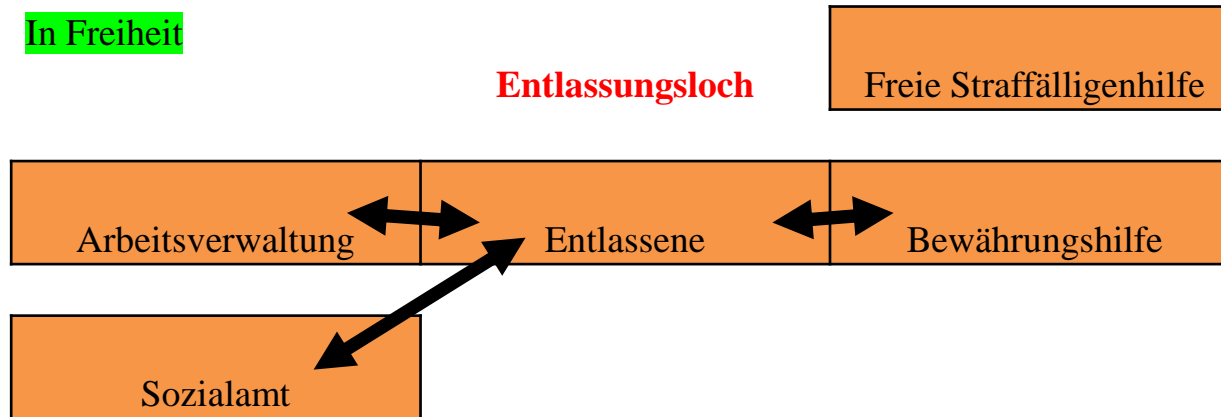 In Freiheit
Entlassungsloch
Freie Straffälligenhilfe
Arbeitsverwaltung
Entlassene
Bewährungshilfe
Sozialamt